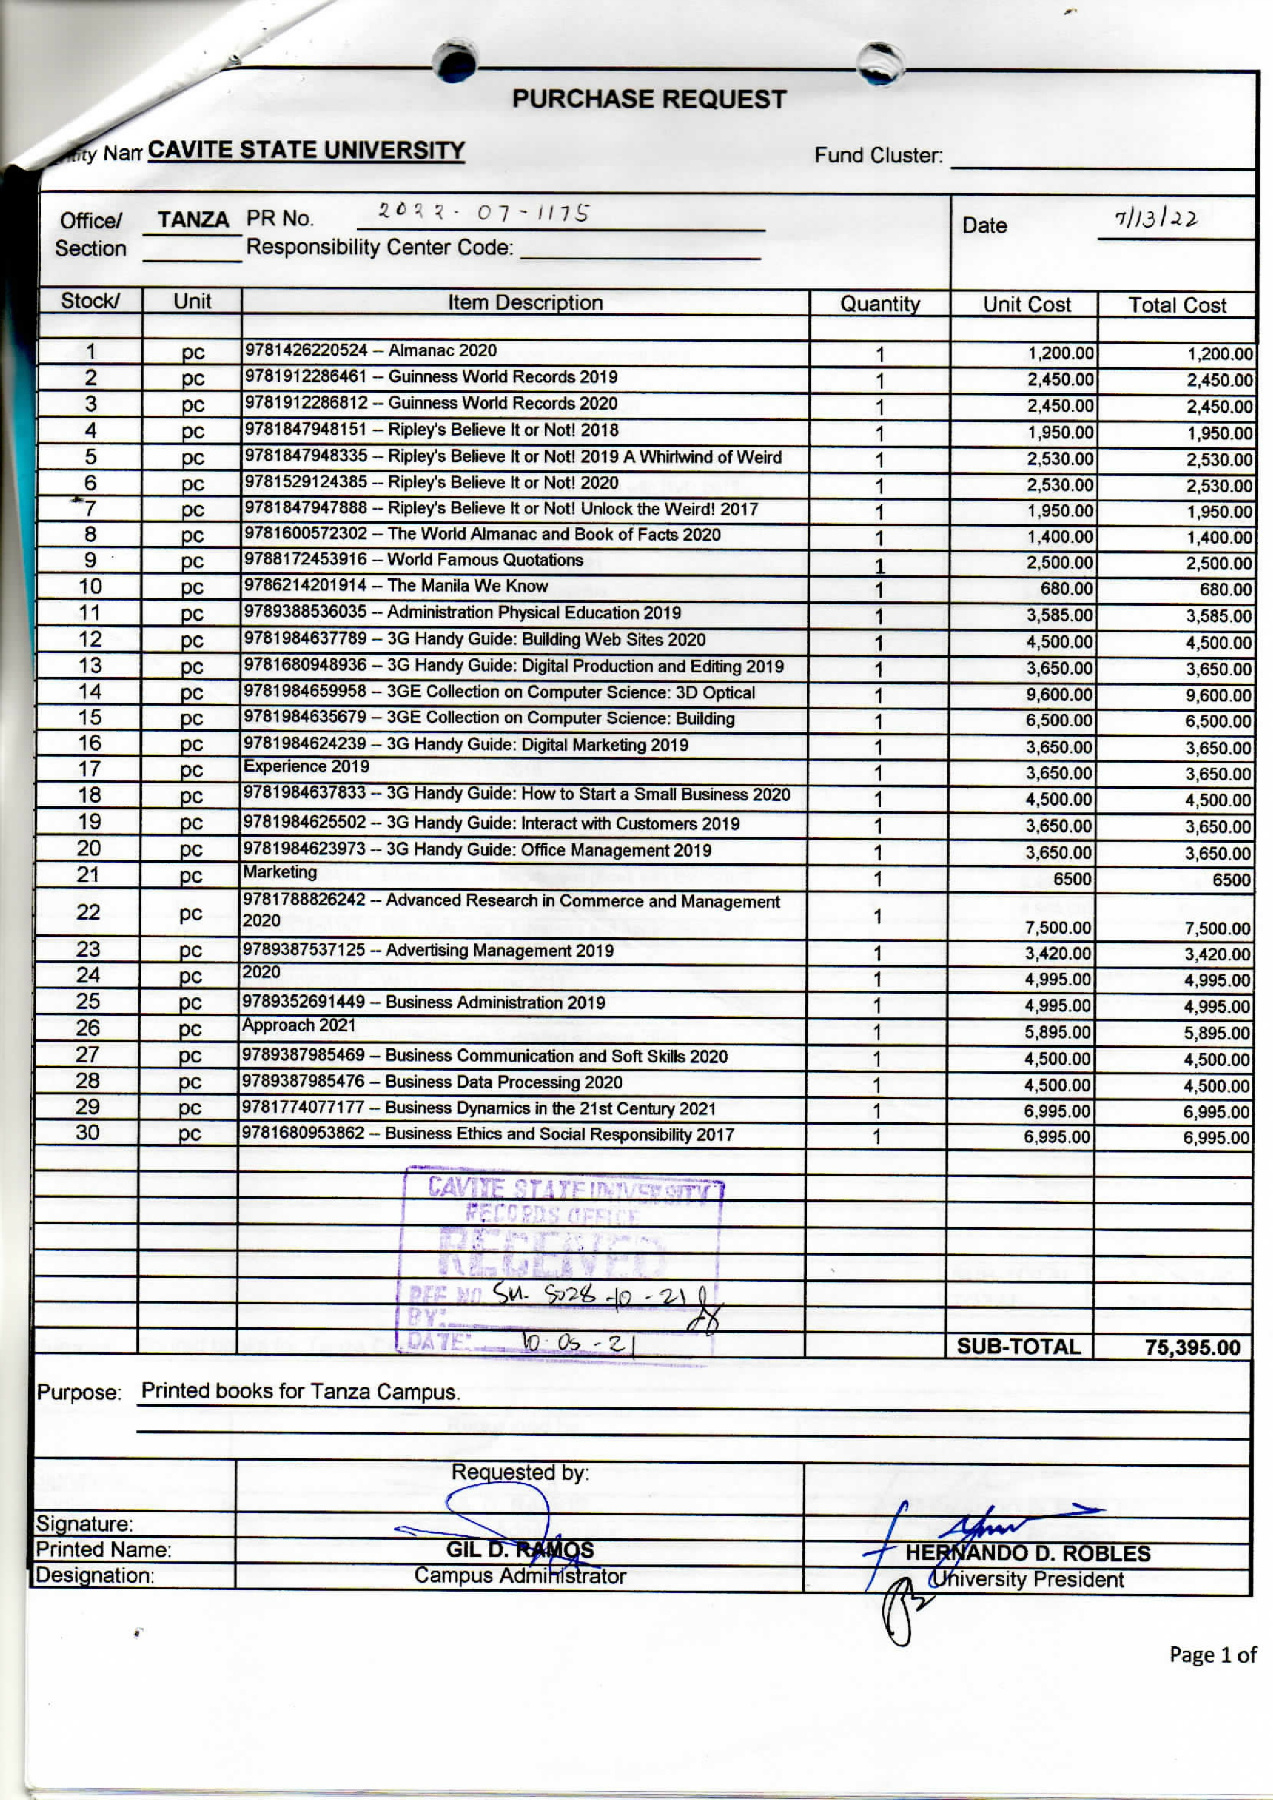 PURCHASE REQUEST
ity Nam CAVITE STATE UNIVERSITY Fund Cluster:
Office/ TANZA PR No. 2022-07-1175 Date 7/13/22
Section Responsibility Center Code:
Stock/ Unit Item Description Quantity Unit Cost Total Cost
1 pc 9781426220524 – Almanac 2020 1 1,200.00 1,200.00
2 pc 9781912286461 – Guinness World Records 2019 1 2,450.00 2,450.00
3 pc 9781912286812 – Guinness World Records 2020 1 2,450.00 2,450.00
4 pc 9781847948151 – Ripley's Believe It or Not! 2018 1 1,950.00 1,950.00
5 pc 9781847948335 – Ripley's Believe It or Not! 2019 A Whirlwind of Weird 1 2,530.00 2,530.00
6 pc 9781529124385 – Ripley's Believe It or Not! 2020 1 2,530.00 2,530.00
7 pc 9781847947888 – Ripley's Believe It or Not! Unlock the Weird! 2017 1 1,950.00 1,950.00
8 pc 9781600572302 – The World Almanac and Book of Facts 2020 1 1,400.00 1,400.00
9 pc 9788172453916 – World Famous Quotations 1 2,500.00 2,500.00
10 pc 9786214201914 – The Manila We Know 1 680.00 680.00
11 pc 9789388536035 – Administration Physical Education 2019 1 3,585.00 3,585.00
12 pc 9781984637789 – 3G Handy Guide: Building Web Sites 2020 1 4,500.00 4,500.00
13 pc 9781680948936 – 3G Handy Guide: Digital Production and Editing 2019 1 3,650.00 3,650.00
14 pc 9781984659958 – 3GE Collection on Computer Science: 3D Optical 1 9,600.00 9,600.00
15 pc 9781984635679 – 3GE Collection on Computer Science: Building 1 6,500.00 6,500.00
16 pc 9781984624239 – 3G Handy Guide: Digital Marketing 2019 1 3,650.00 3,650.00
17 pc Experience 2019 1 3,650.00 3,650.00
18 pc 9781984637833 – 3G Handy Guide: How to Start a Small Business 2020 1 4,500.00 4,500.00
19 pc 9781984625502 – 3G Handy Guide: Interact with Customers 2019 1 3,650.00 3,650.00
20 pc 9781984623973 – 3G Handy Guide: Office Management 2019 1 3,650.00 3,650.00
21 pc Marketing 1 6500 6500
22 pc 9781788826242 – Advanced Research in Commerce and Management 1 7,500.00 7,500.00
2020
23 pc 9789387537125 – Advertising Management 2019 1 3,420.00 3,420.00
24 pc 2020 1 4,995.00 4,995.00
25 pc 9789352691449 – Business Administration 2019 1 4,995.00 4,995.00
26 pc Approach 2021 1 5,895.00 5,895.00
27 pc 9789387985469 – Business Communication and Soft Skills 2020 1 4,500.00 4,500.00
28 pc 9789387985476 – Business Data Processing 2020 1 4,500.00 4,500.00
29 pc 9781774077177 – Business Dynamics in the 21st Century 2021 1 6,995.00 6,995.00
30 pc 9781680953862 – Business Ethics and Social Responsibility 2017 1 6,995.00 6,995.00
CAVITE STATE UNIVERSITY
RECORDS OFFICE
RECEIVED
REF NO. SU-5028-10-21
BY:
DATE: 10-05-21
SUB-TOTAL 75,395.00
Purpose: Printed books for Tanza Campus.
Requested by:
Signature:
Printed Name: GIL D. RAMOS HERNANDO D. ROBLES
Designation: Campus Administrator University President
Page 1 of